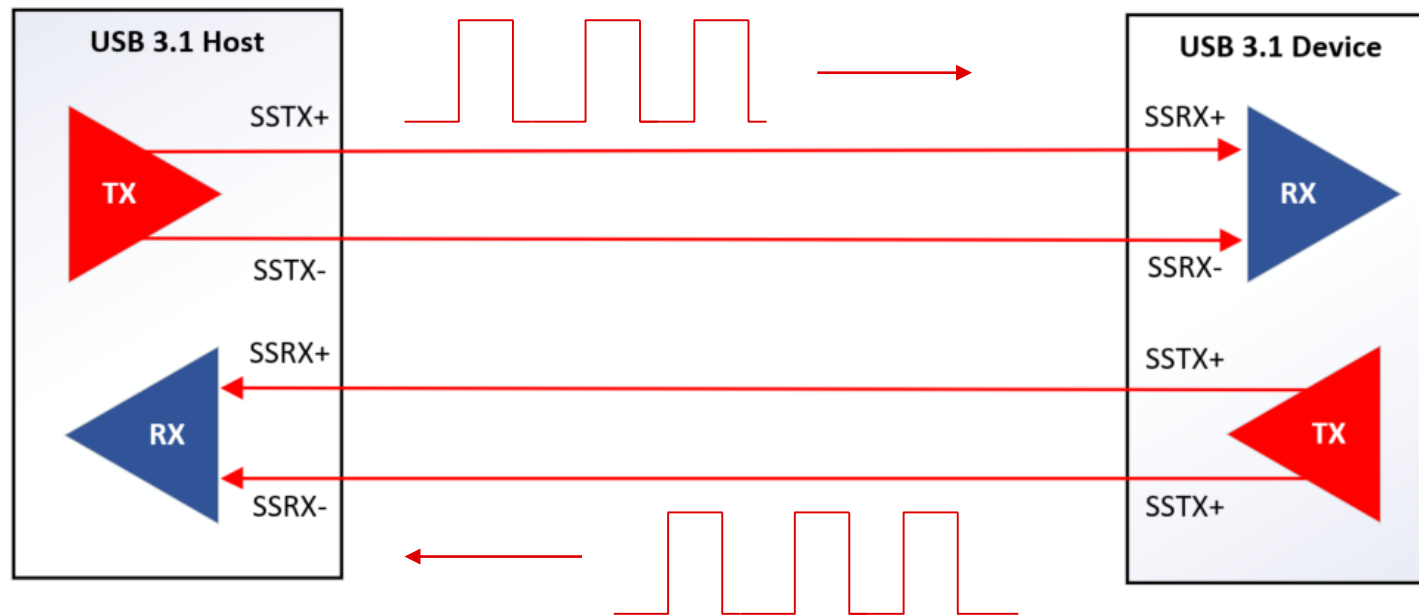 USB 3.1 Host
USB 3.1 Device
SSTX+
SSRX+
TX
RX
SSTX-
SSRX-
SSRX+
SSTX+
RX
TX
SSRX-
SSTX+